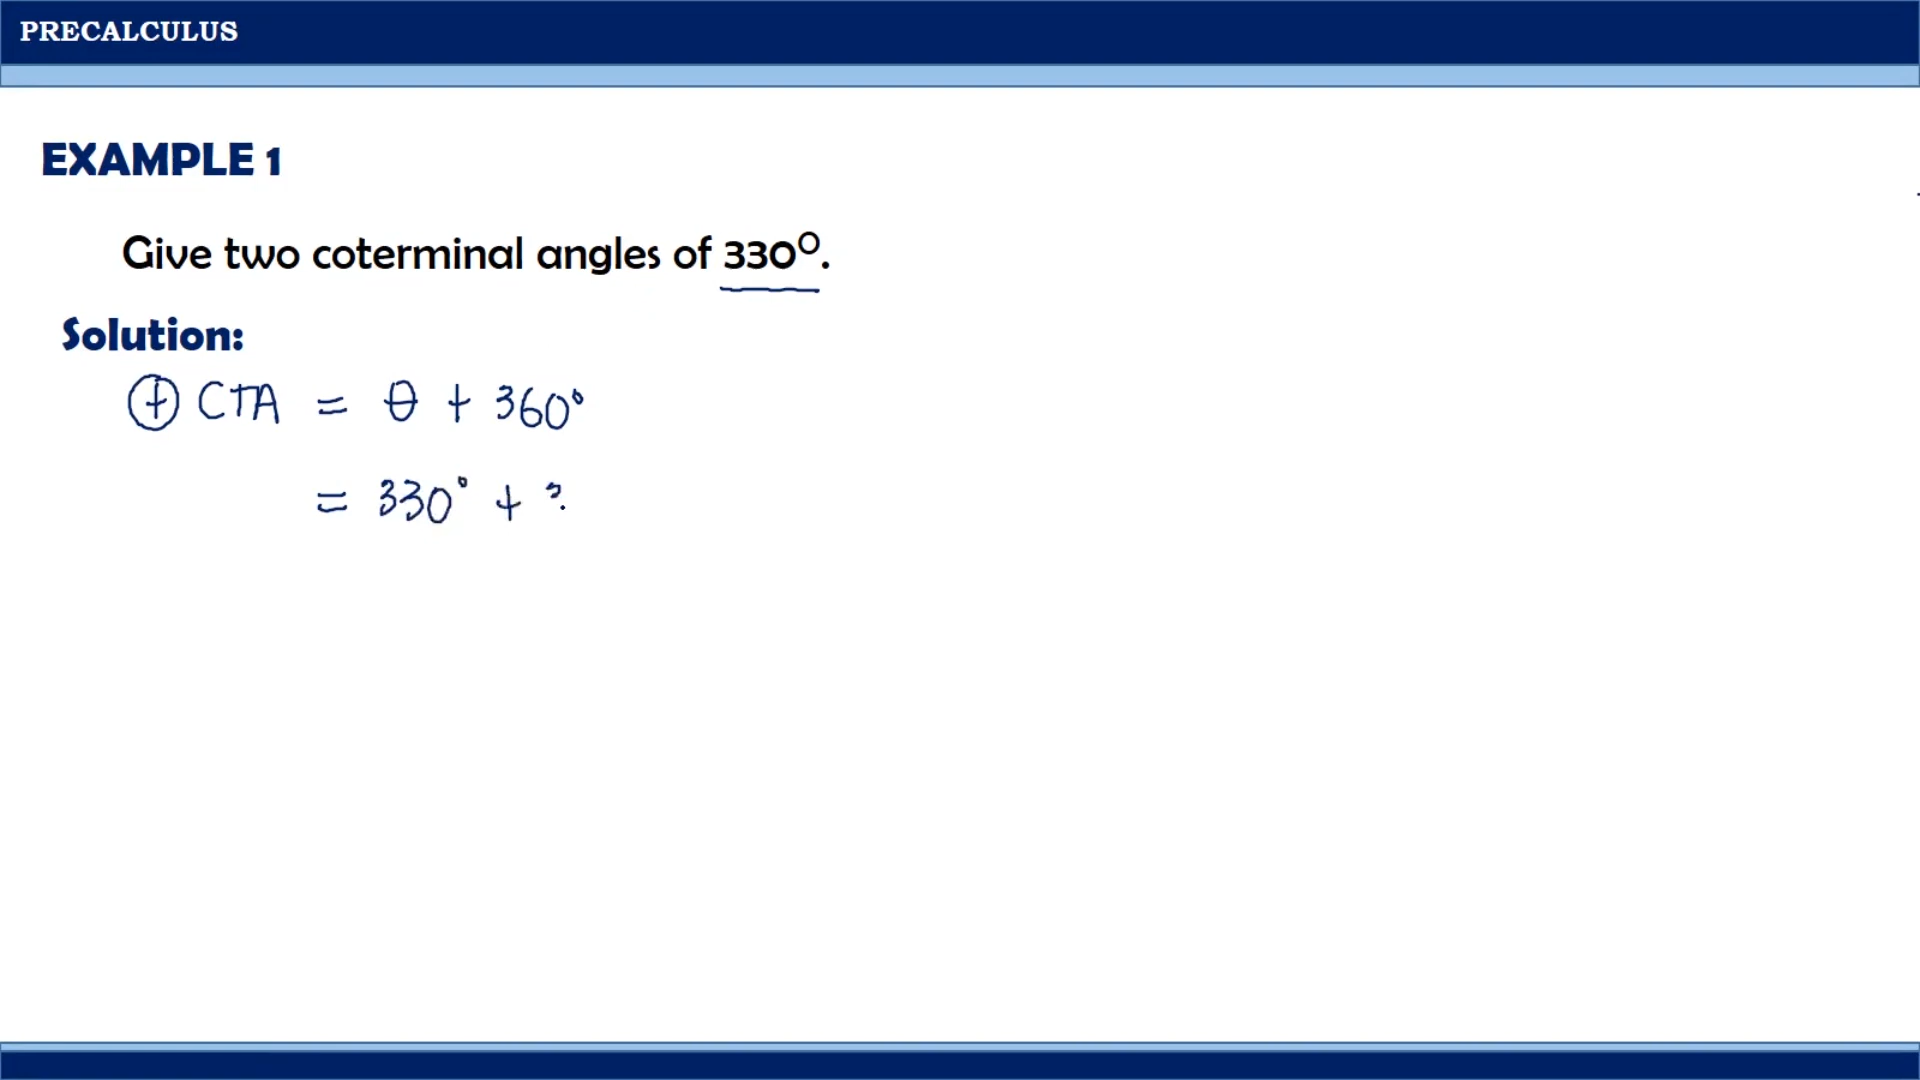 PRECALCULUS
EXAMPLE 1
Give two coterminal angles of 330°.
Solution:
⊕ CTA = θ + 360°
= 330° +